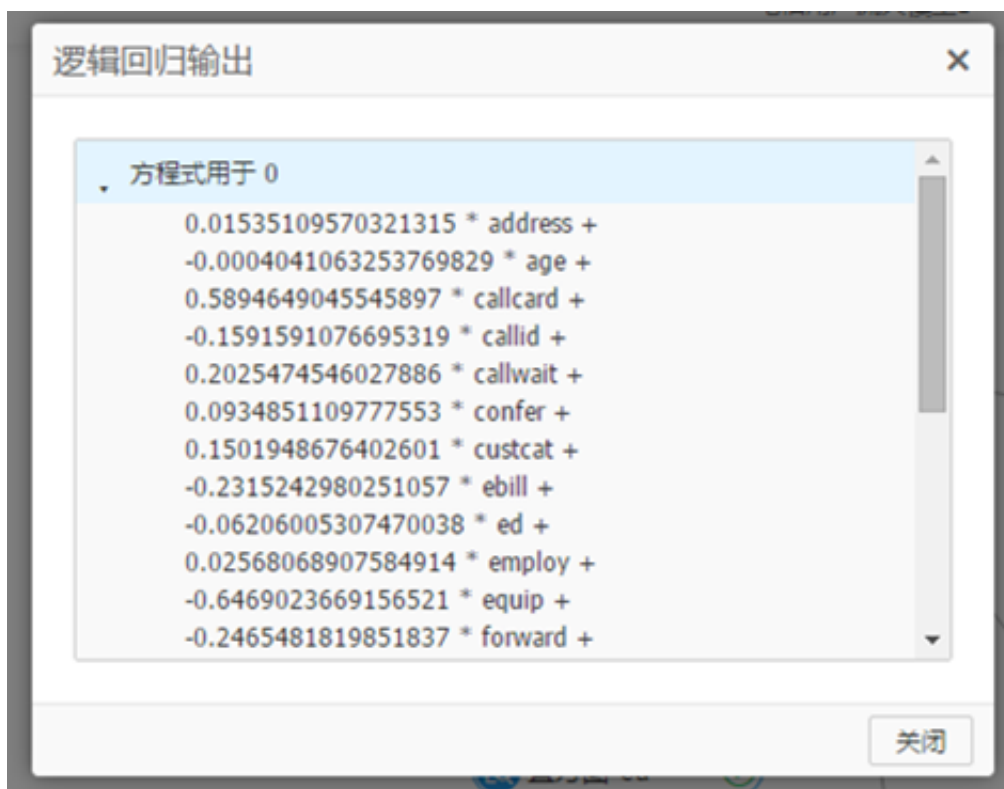 逻辑回归输出
×
方程式用于 0
0.01535109570321315 * address +
-0.0004041063253769829 * age +
0.5894649045545897 * callcard +
-0.1591591076695319 * callid +
0.2025474546027886 * callwait +
0.0934851109777553 * confer +
0.1501948676402601 * custcat +
-0.2315242980251057 * ebill +
-0.06206005307470038 * ed +
0.02568068907584914 * employ +
-0.6469023669156521 * equip +
-0.2465481819851837 * forward +
关闭